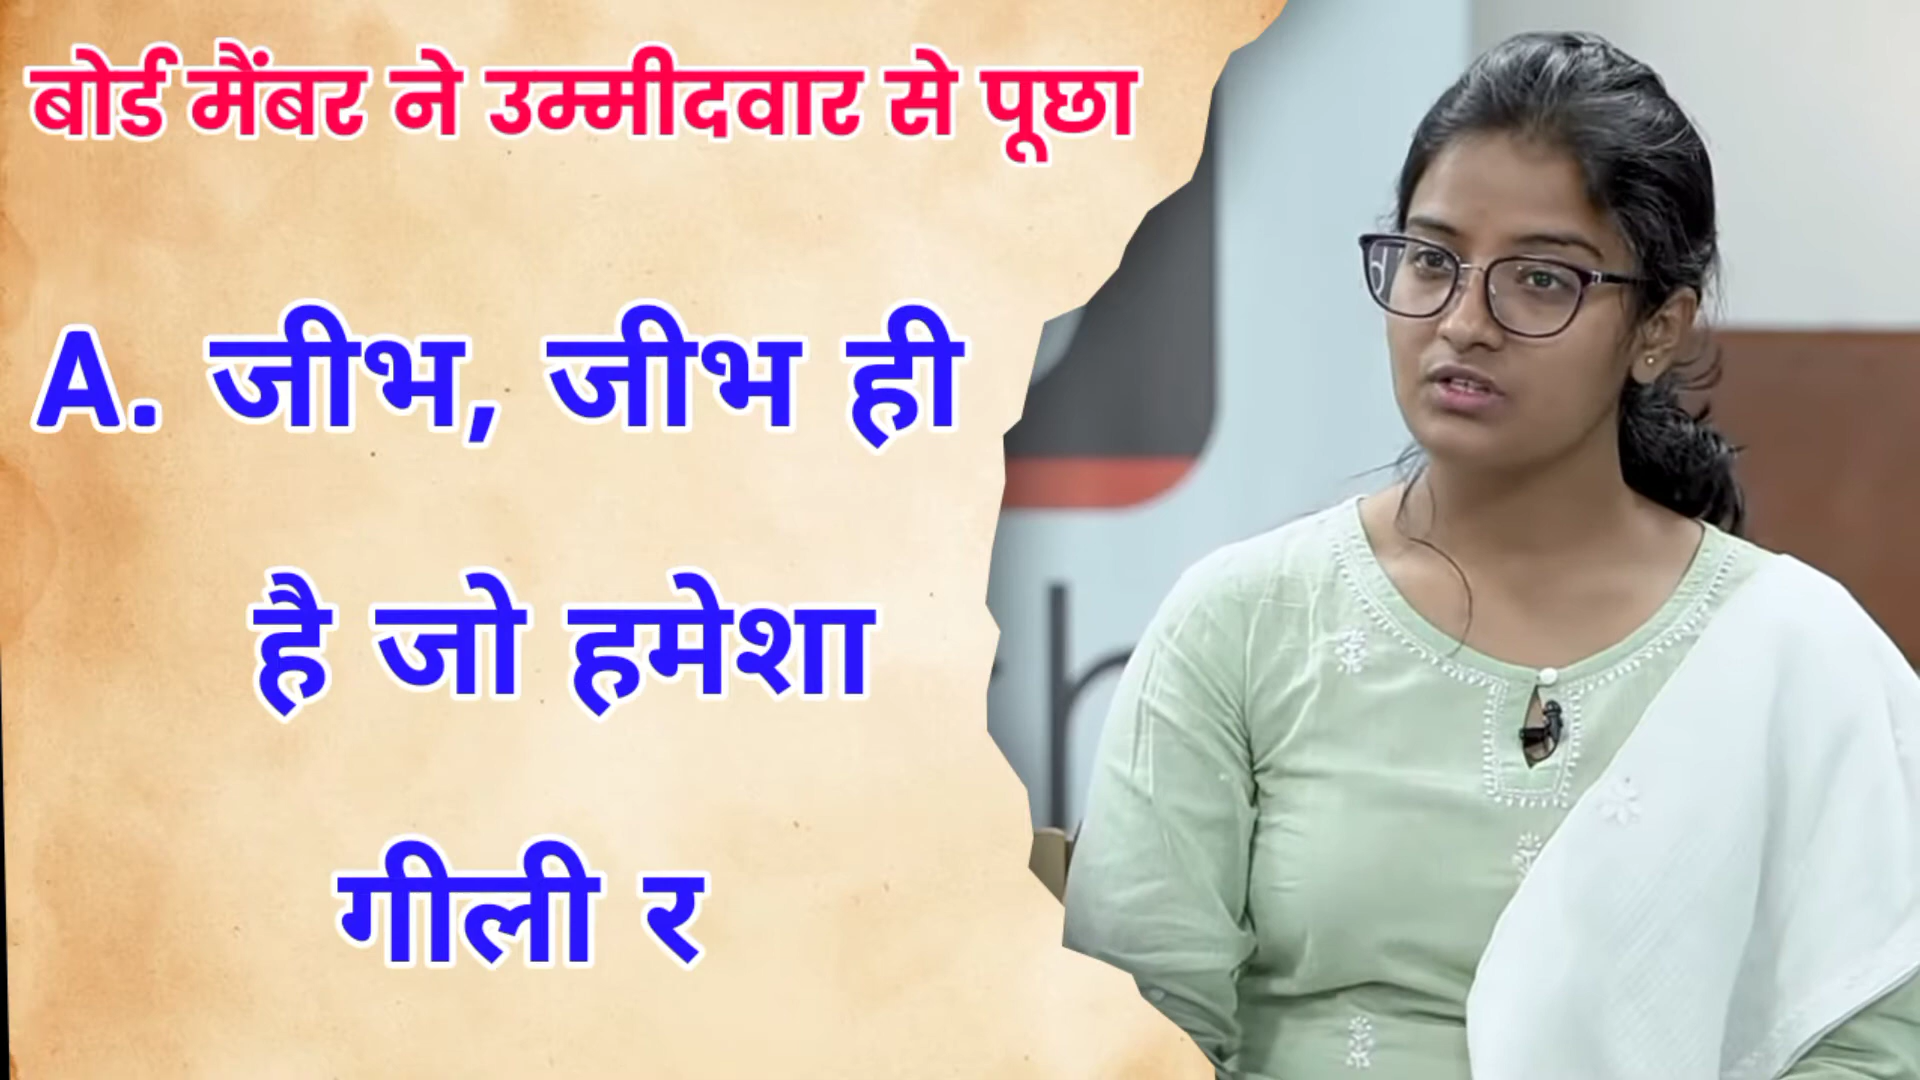 बोर्ड मैंबर ने उम्मीदवार से पूछा
A. जीभ, जीभ ही
है जो हमेशा
गीली र